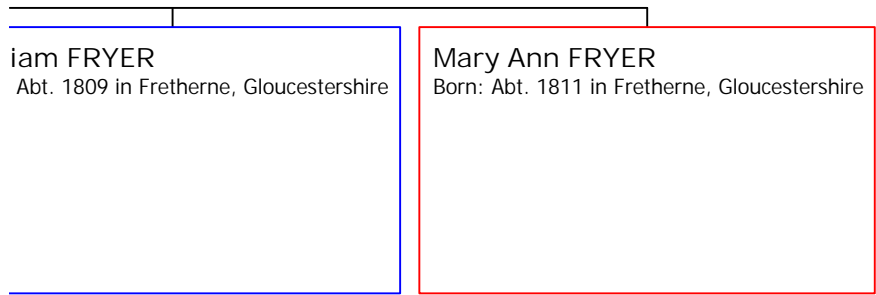 iam FRYER
Abt. 1809 in Fretherne, Gloucestershire
Mary Ann FRYER
Born: Abt. 1811 in Fretherne, Gloucestershire